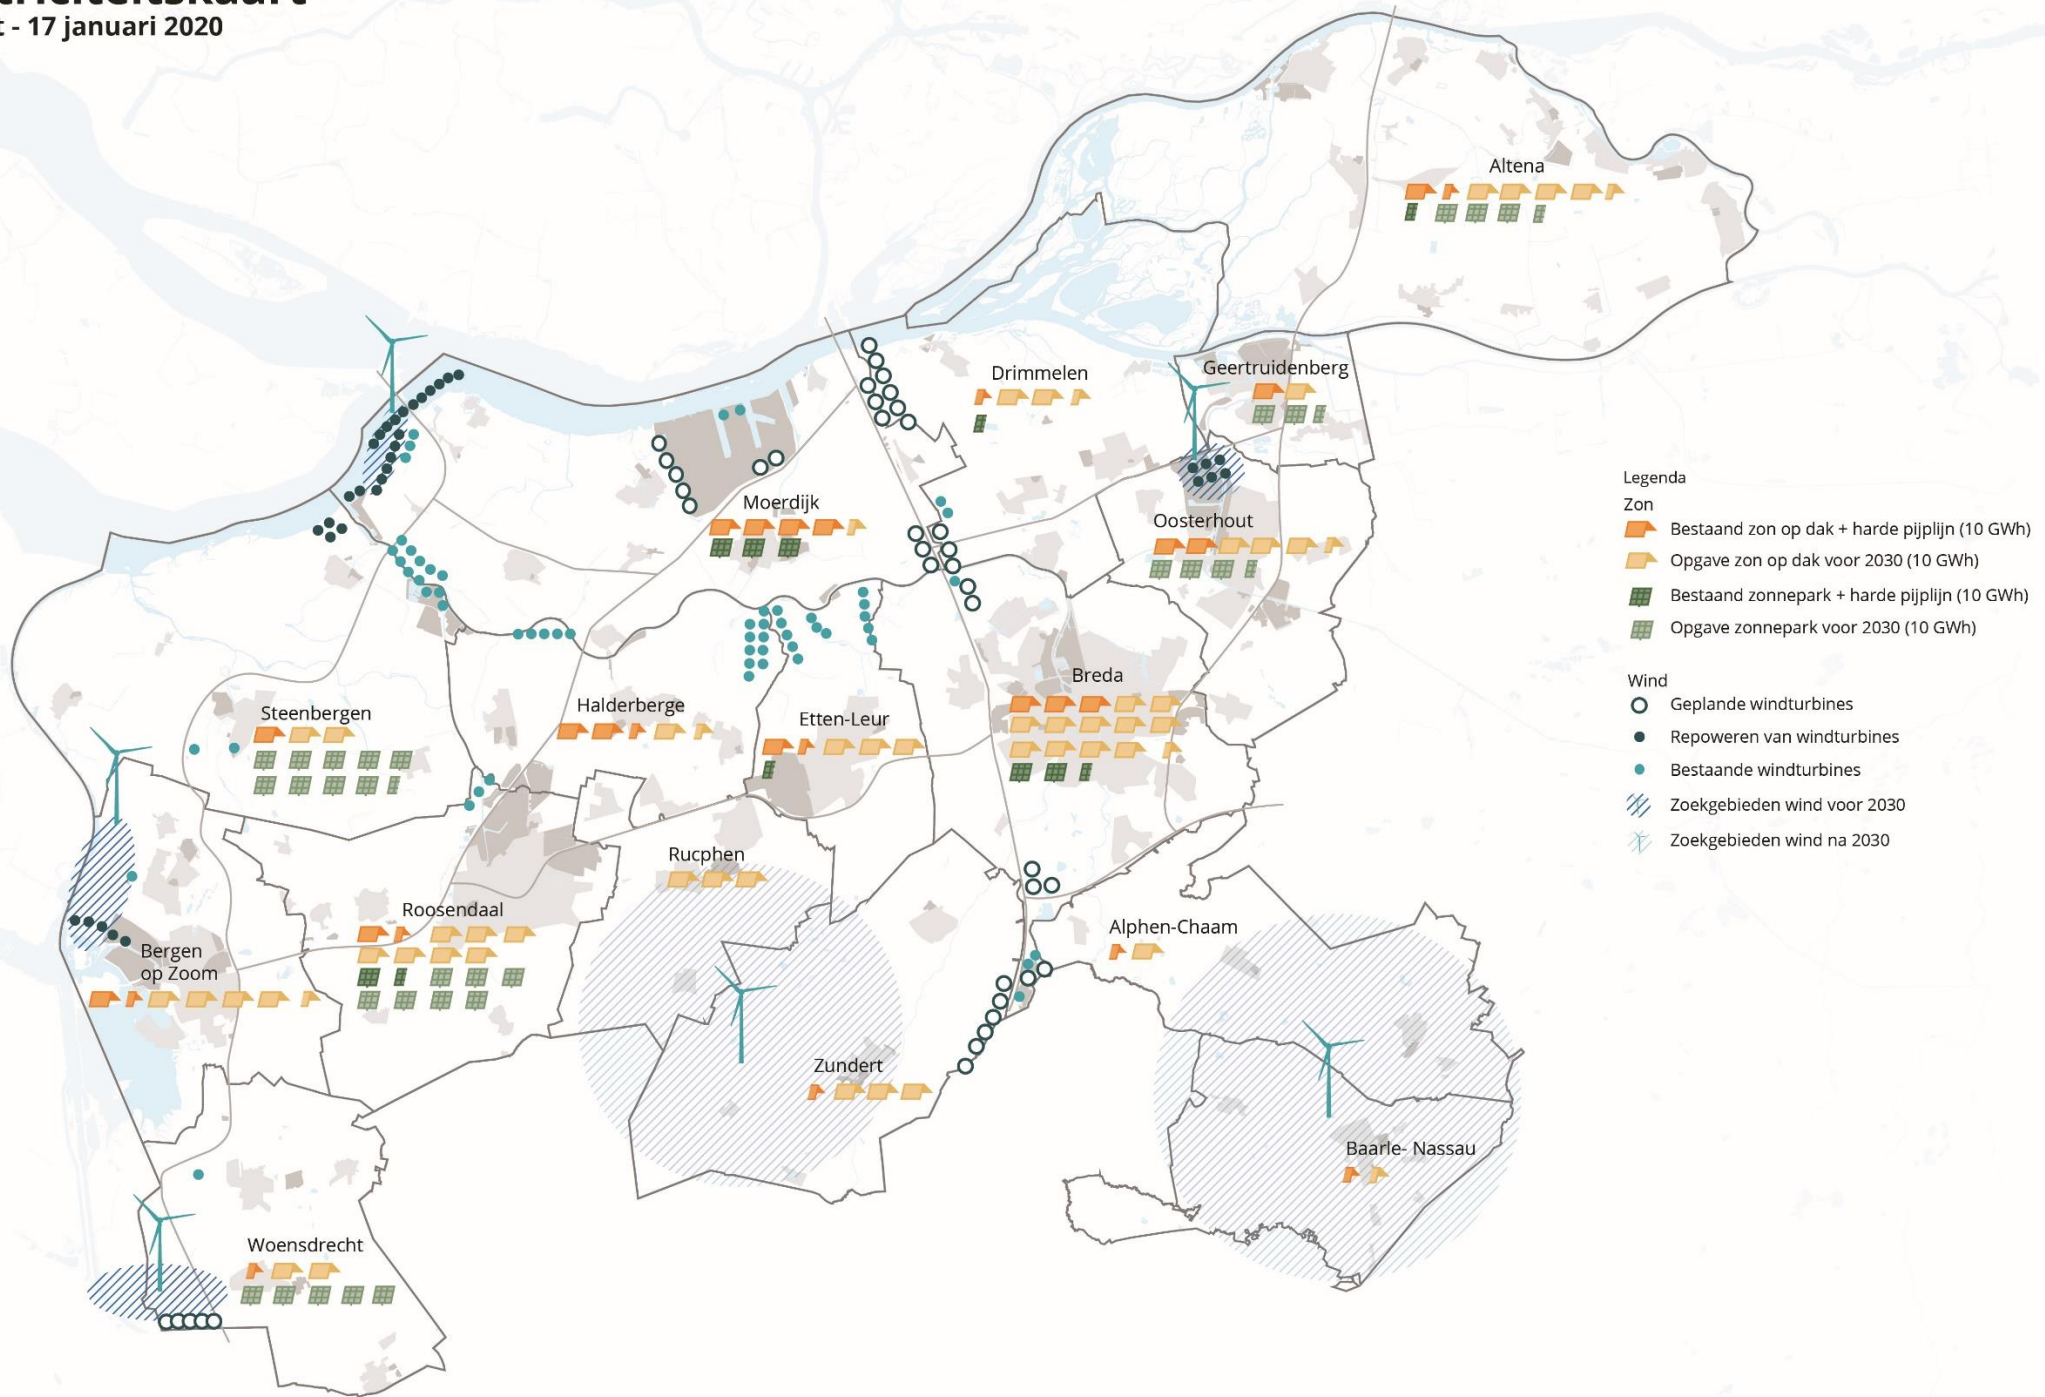 t - 17 januari 2020
Altena
Drimmelen
Geertruidenberg
Moerdijk
Oosterhout
Steenbergen
Halderberge
Etten-Leur
Breda
Rucphen
Roosendaal
Bergen
op Zoom
Alphen-Chaam
Zundert
Baarle- Nassau
Woensdrecht
Legenda
Zon
Bestaand zon op dak + harde pijplijn (10 GWh)
Opgave zon op dak voor 2030 (10 GWh)
Bestaand zonnepark + harde pijplijn (10 GWh)
Opgave zonnepark voor 2030 (10 GWh)
Wind
Geplande windturbines
Repoweren van windturbines
Bestaande windturbines
Zoekgebieden wind voor 2030
Zoekgebieden wind na 2030